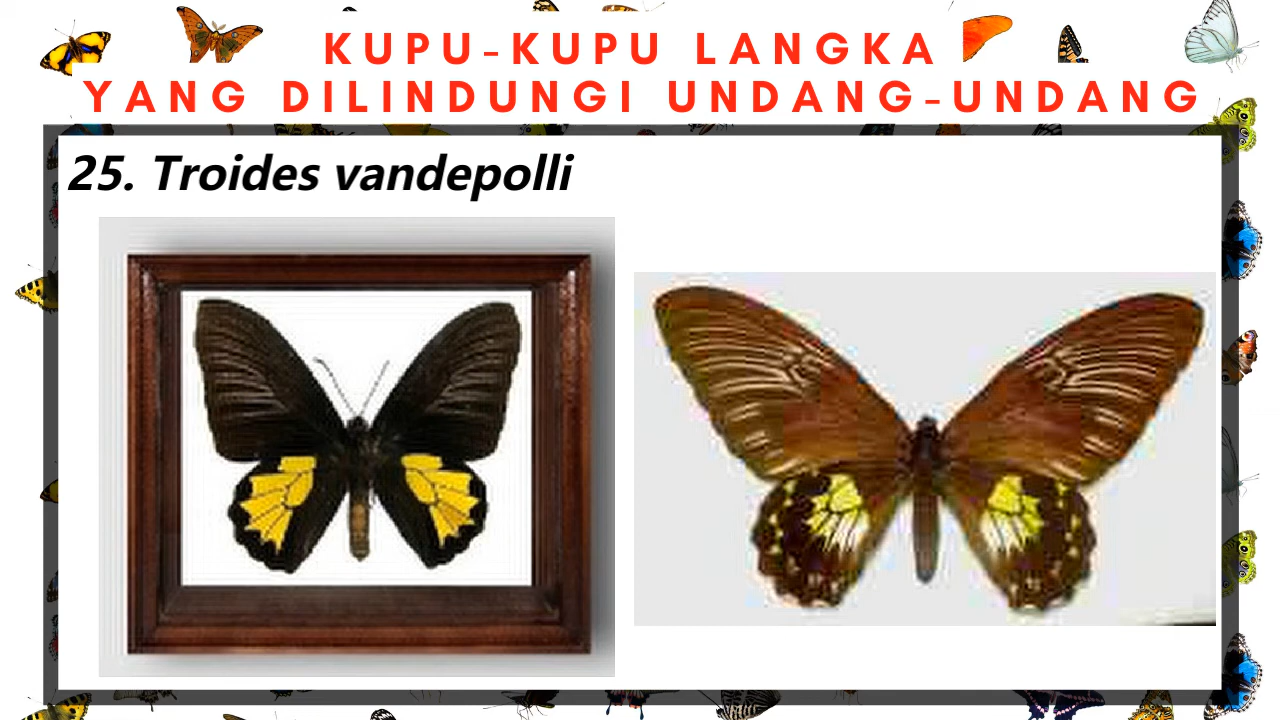 KUPU-KUPU LANGKA
YANG DILINDUNGI UNDANG-UNDANG
25. Troides vandepolli